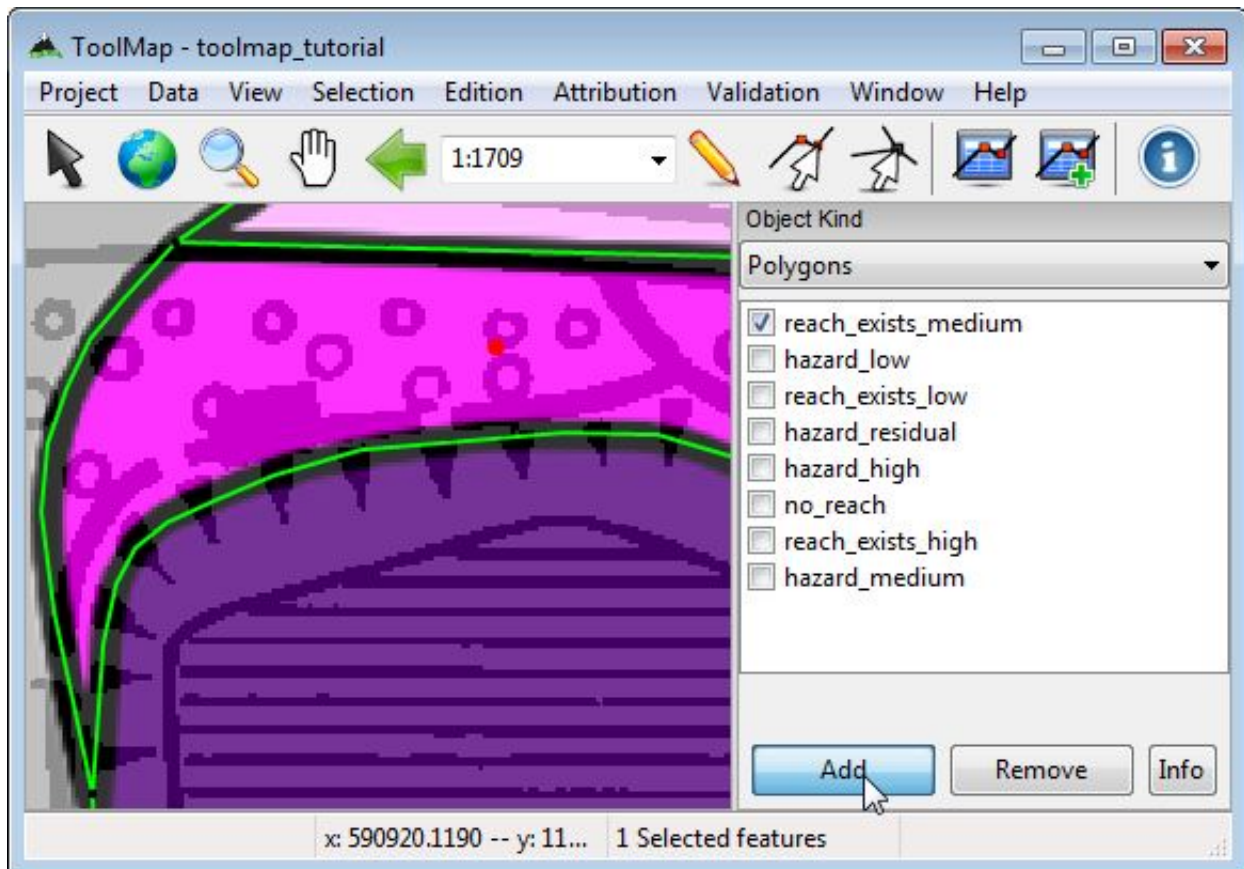 ToolMap - toolmap_tutorial
Project Data View Selection Edition Attribution Validation Window Help
1:1709
Object Kind
Polygons
reach_exists_medium
hazard_low
reach_exists_low
hazard_residual
hazard_high
no_reach
reach_exists_high
hazard_medium
Add Remove Info
x: 590920.1190 -- y: 11... 1 Selected features